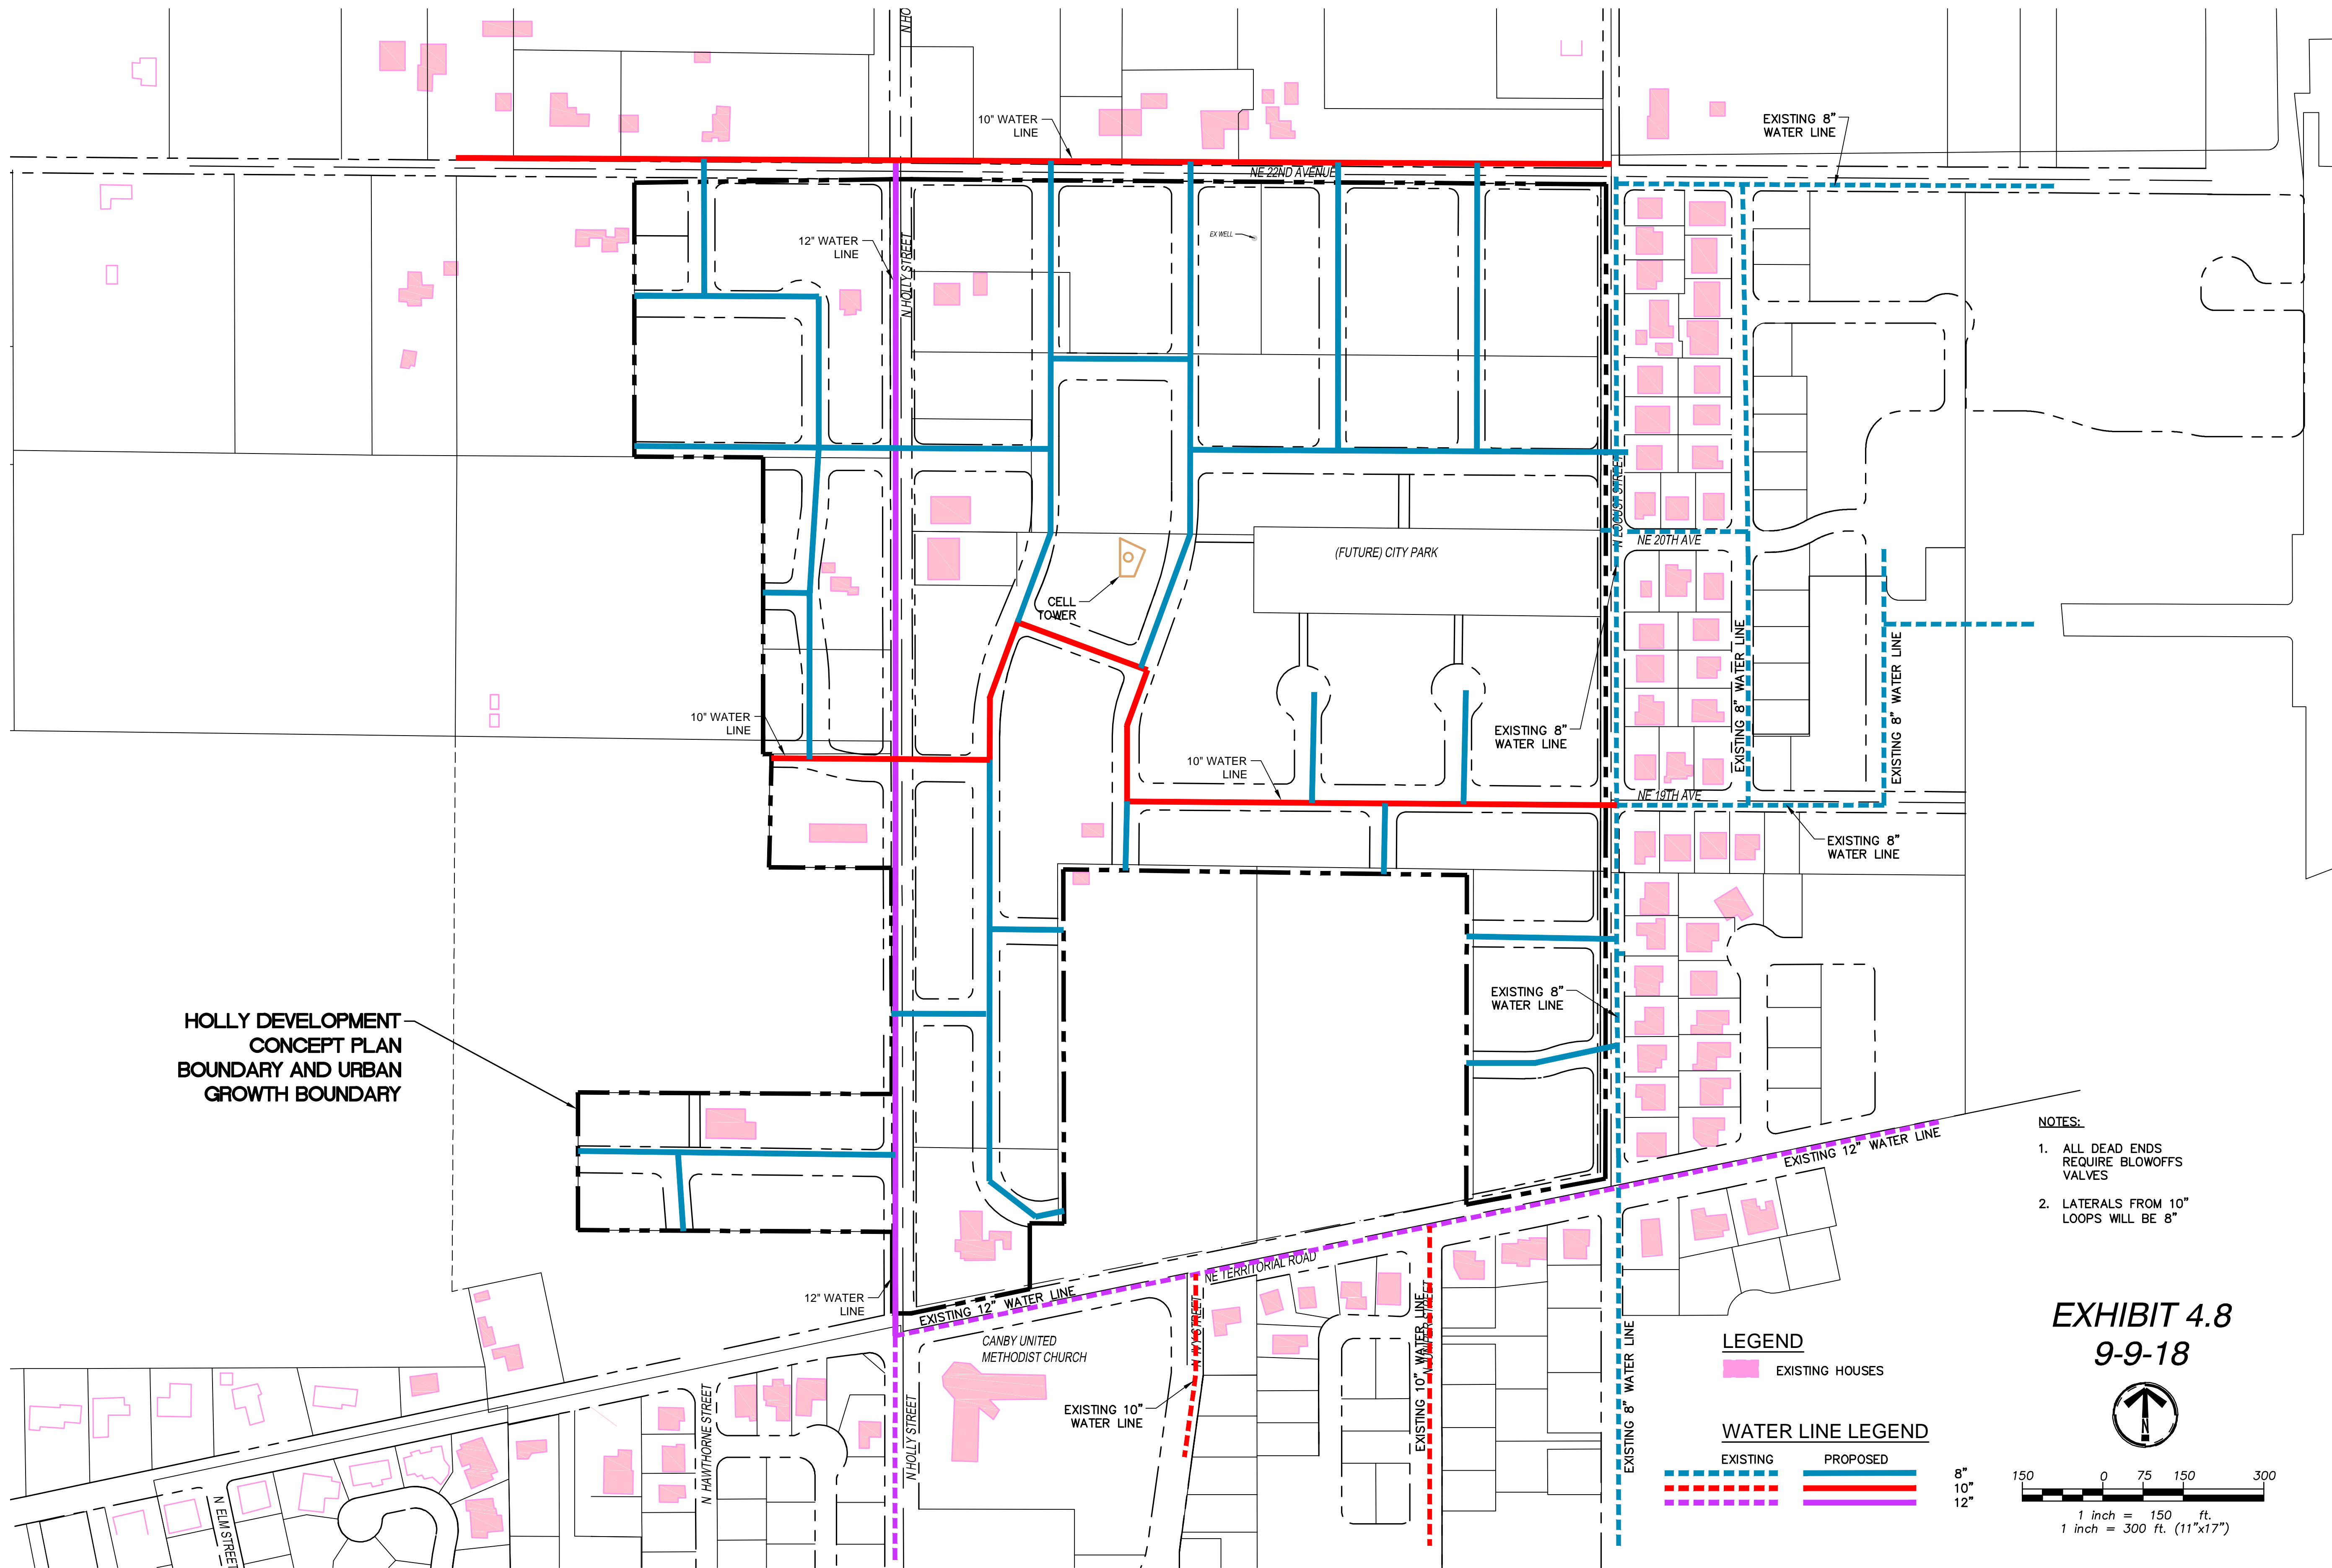 N HO
10" WATER
LINE
EXISTING 8"
WATER LINE
NE 22ND AVENUE
12" WATER
LINE
N HOLLY STREET
EX WELL
N LOCUST STREET
NE 20TH AVE
(FUTURE) CITY PARK
CELL
TOWER
EXISTING 8" WATER LINE
EXISTING 8" WATER LINE
10" WATER
LINE
EXISTING 8"
WATER LINE
10" WATER
LINE
NE 19TH AVE
EXISTING 8"
WATER LINE
EXISTING 8"
WATER LINE
HOLLY DEVELOPMENT
CONCEPT PLAN
BOUNDARY AND URBAN
GROWTH BOUNDARY
EXISTING 12" WATER LINE
NOTES:
1. ALL DEAD ENDS
REQUIRE BLOWOFFS
VALVES
2. LATERALS FROM 10"
LOOPS WILL BE 8"
12" WATER
LINE
EXISTING 12" WATER LINE
NE TERRITORIAL ROAD
CANBY UNITED
METHODIST CHURCH
N IVY STREET
EXISTING 10" WATER LINE
EXISTING 8" WATER LINE
EXISTING 10"
WATER LINE
N HAWTHORNE STREET
N HOLLY STREET
N ELM STREET
EXHIBIT 4.8
9-9-18
N
LEGEND
EXISTING HOUSES
WATER LINE LEGEND
EXISTING PROPOSED
8"
10"
12"
150 0 75 150 300
1 inch = 150 ft.
1 inch = 300 ft. (11"x17")